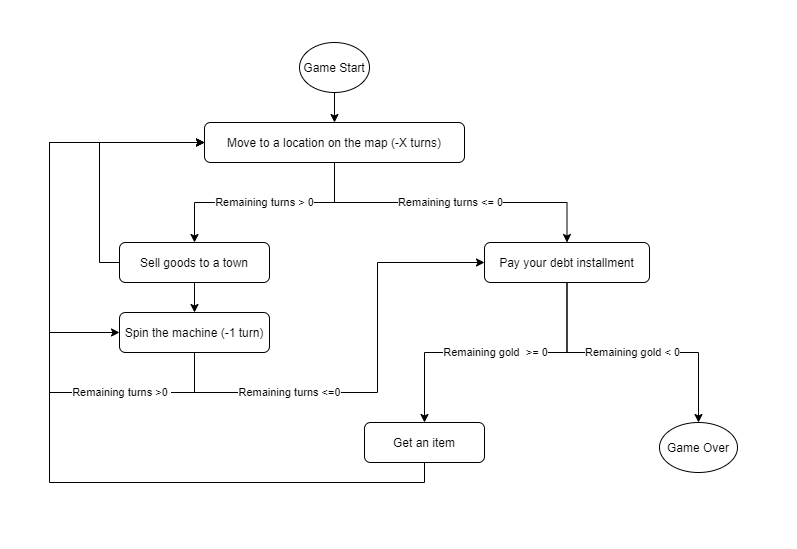 Game Start
Move to a location on the map (-X turns)
Remaining turns > 0
Remaining turns <= 0
Sell goods to a town
Pay your debt installment
Spin the machine (-1 turn)
Remaining gold  >= 0
Remaining gold < 0
Remaining turns >0
Remaining turns <=0
Get an item
Game Over